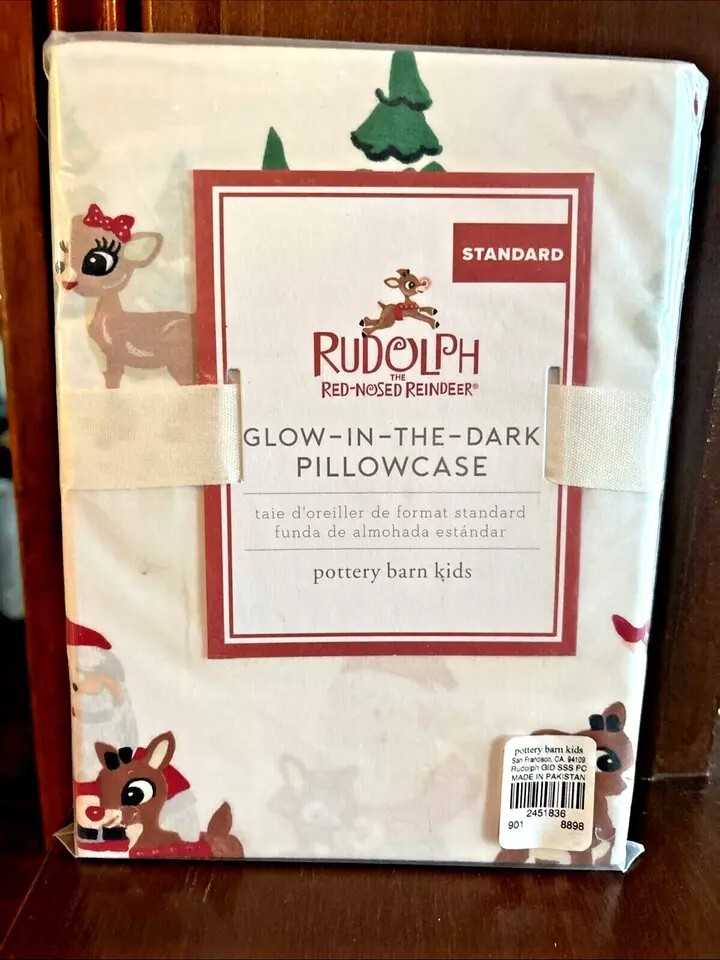 STANDARD
RUDOLPH
THE
RED-NOSED REINDEER®
GLOW-IN-THE-DARK
PILLOWCASE
taie d'oreiller de format standard
funda de almohada estándar
pottery barn kids
pottery barn kids
San Francisco, CA. 94109
Rudolph GID SSS PC
MADE IN PAKISTAN
2451836
901 8898